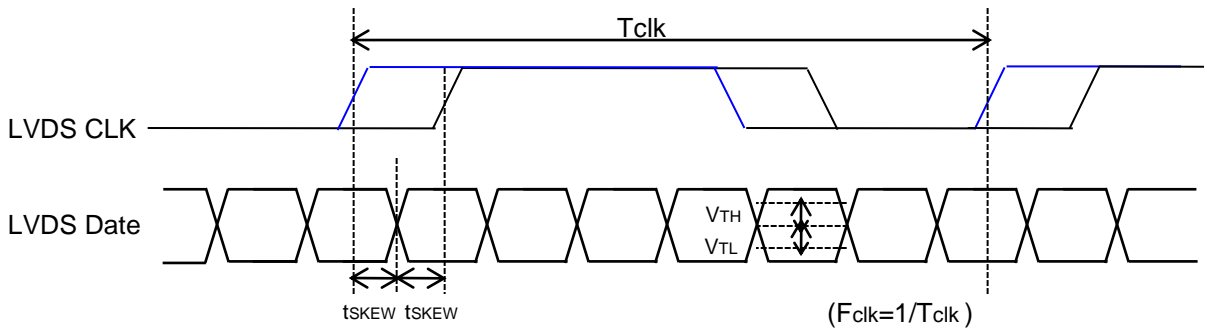 Tclk
LVDS CLK
LVDS Date
VTH
VTL
tSKEW tSKEW
(Fclk=1/Tclk )